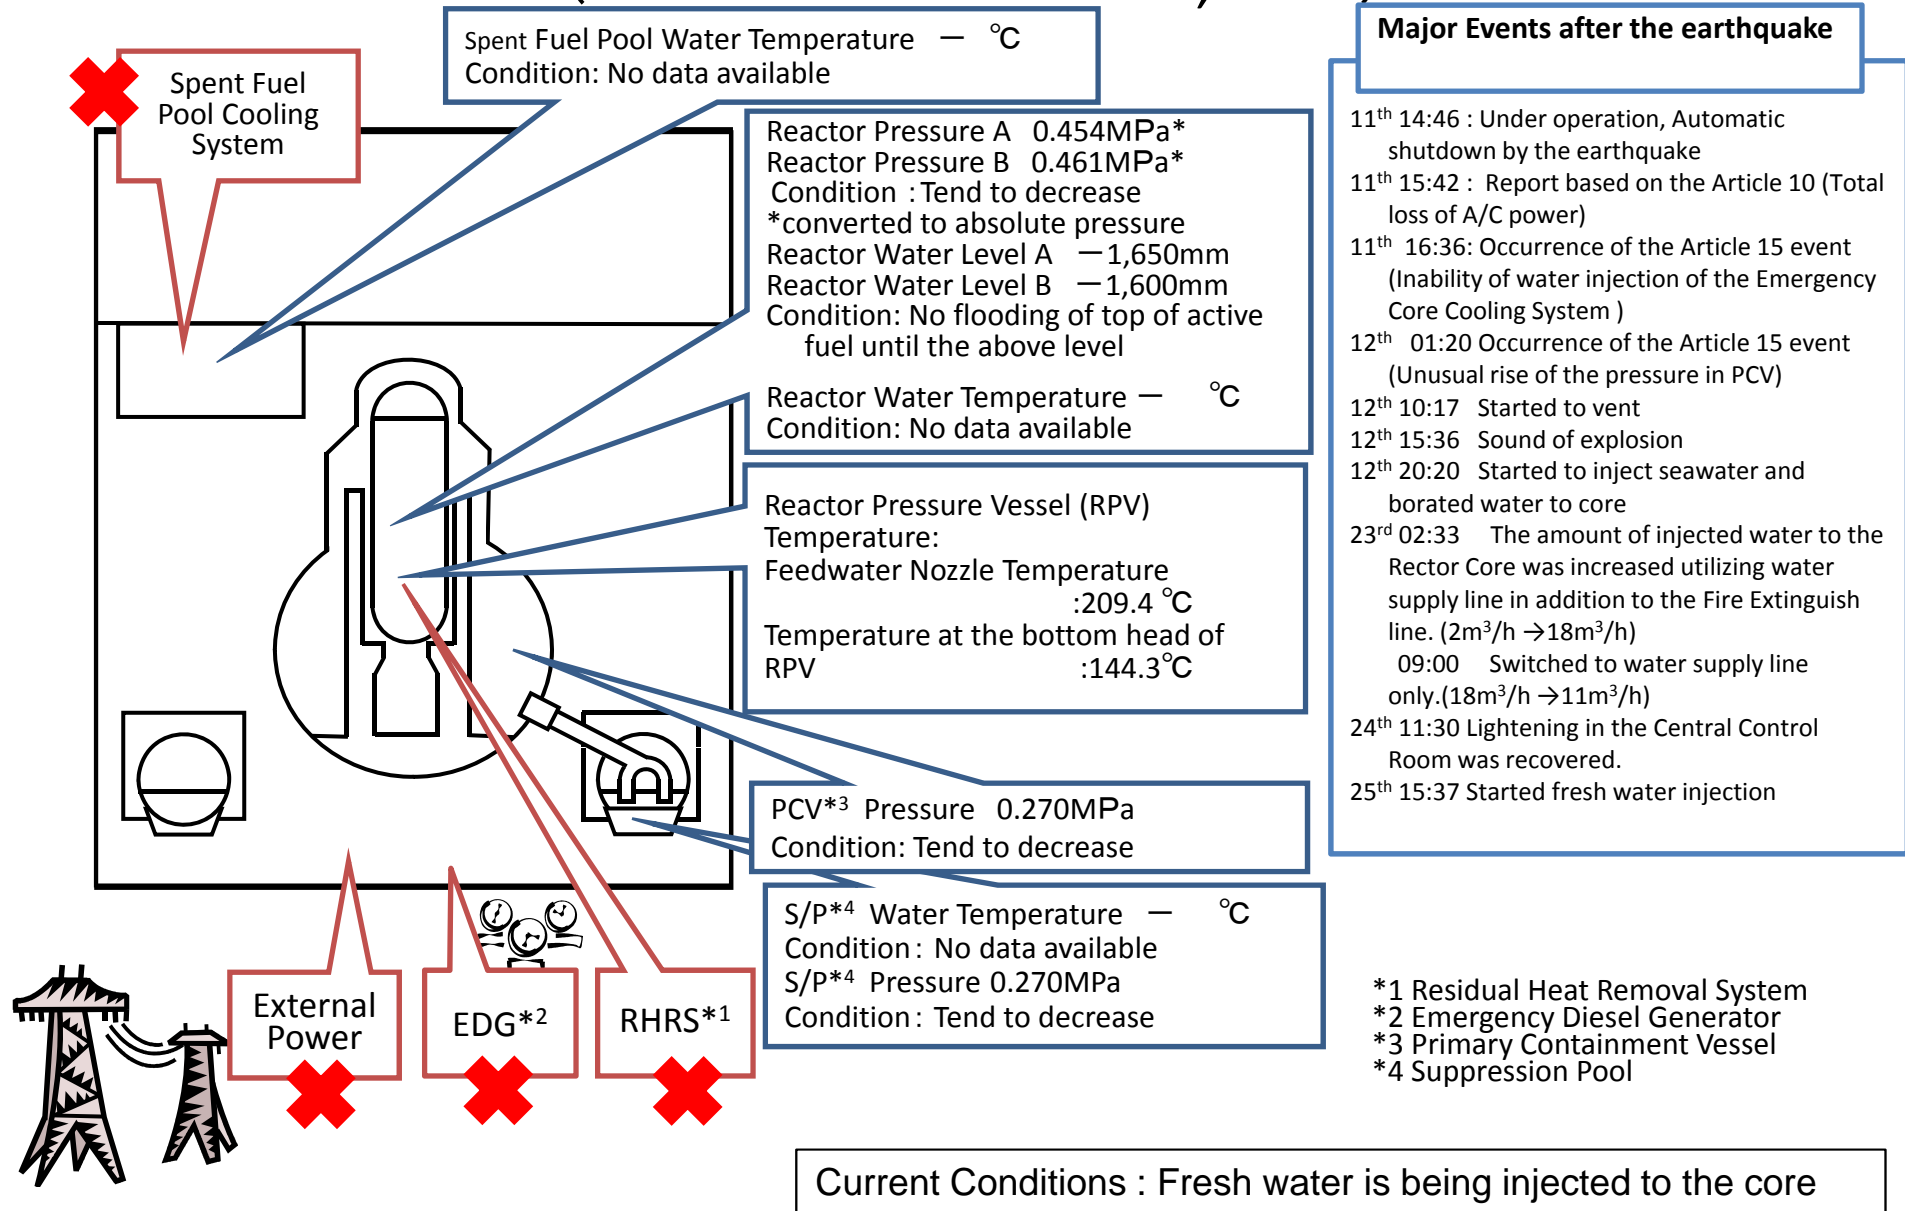 Spent Fuel Pool Water Temperature － ℃
Condition: No data available
Spent Fuel
Pool Cooling
System
Reactor Pressure A 0.454MPa*
Reactor Pressure B 0.461MPa*
Condition : Tend to decrease
*converted to absolute pressure
Reactor Water Level A －1,650mm
Reactor Water Level B －1,600mm
Condition: No flooding of top of active
fuel until the above level
Reactor Water Temperature － ℃
Condition: No data available
Reactor Pressure Vessel (RPV)
Temperature:
Feedwater Nozzle Temperature
:209.4 ℃
Temperature at the bottom head of
RPV :144.3℃
PCV*3 Pressure 0.270MPa
Condition: Tend to decrease
S/P*4 Water Temperature － ℃
Condition : No data available
S/P*4 Pressure 0.270MPa
Condition : Tend to decrease
External
Power
EDG*2
RHRS*1
Major Events after the earthquake
11th 14:46 : Under operation, Automatic
shutdown by the earthquake
11th 15:42 : Report based on the Article 10 (Total
loss of A/C power)
11th 16:36: Occurrence of the Article 15 event
(Inability of water injection of the Emergency
Core Cooling System )
12th 01:20 Occurrence of the Article 15 event
(Unusual rise of the pressure in PCV)
12th 10:17 Started to vent
12th 15:36 Sound of explosion
12th 20:20 Started to inject seawater and
borated water to core
23rd 02:33 The amount of injected water to the
Rector Core was increased utilizing water
supply line in addition to the Fire Extinguish
line. (2m³/h →18m³/h)
09:00 Switched to water supply line
only.(18m³/h →11m³/h)
24th 11:30 Lightening in the Central Control
Room was recovered.
25th 15:37 Started fresh water injection
*1 Residual Heat Removal System
*2 Emergency Diesel Generator
*3 Primary Containment Vessel
*4 Suppression Pool
Current Conditions : Fresh water is being injected to the core